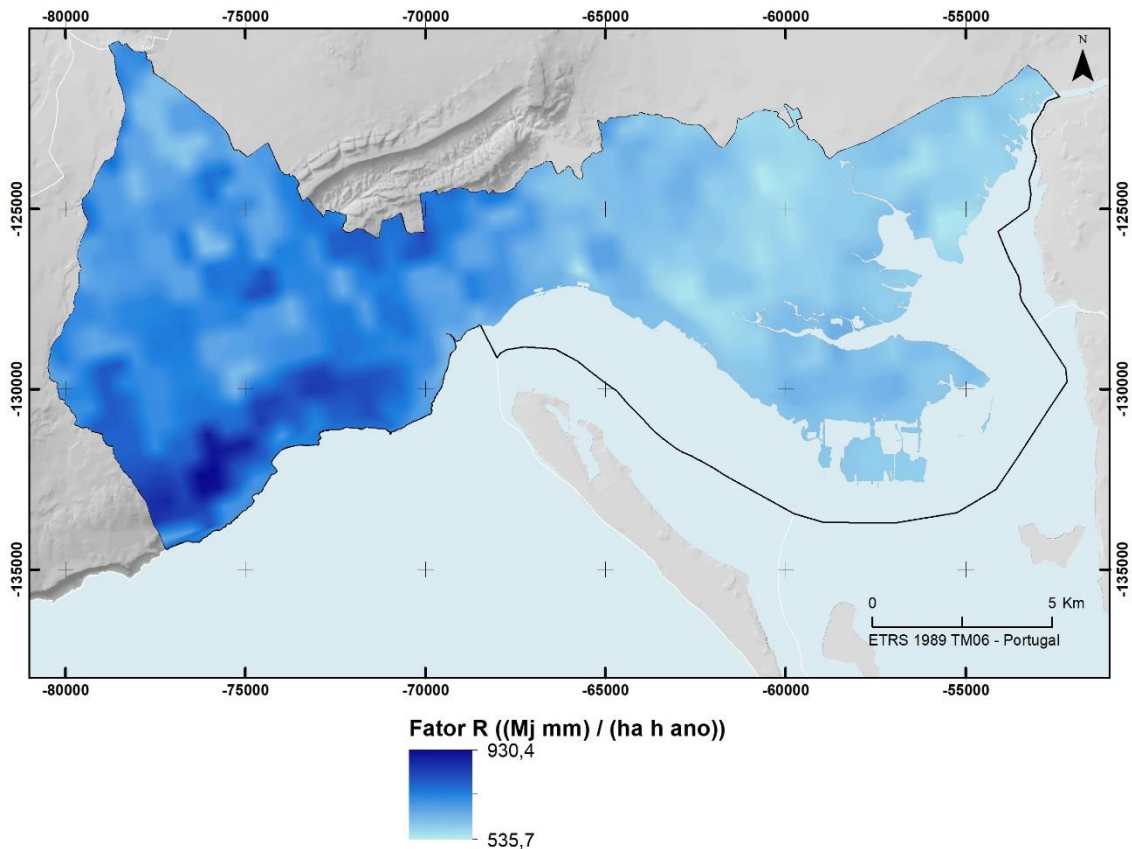 -80000 -75000 -70000 -65000 -60000 -55000
N
-125000 -125000
-130000 -130000
-135000 -135000
0 5 Km
ETRS 1989 TM06 - Portugal
-80000 -75000 -70000 -65000 -60000 -55000
Fator R ((Mj mm) / (ha h ano))
930,4
535,7